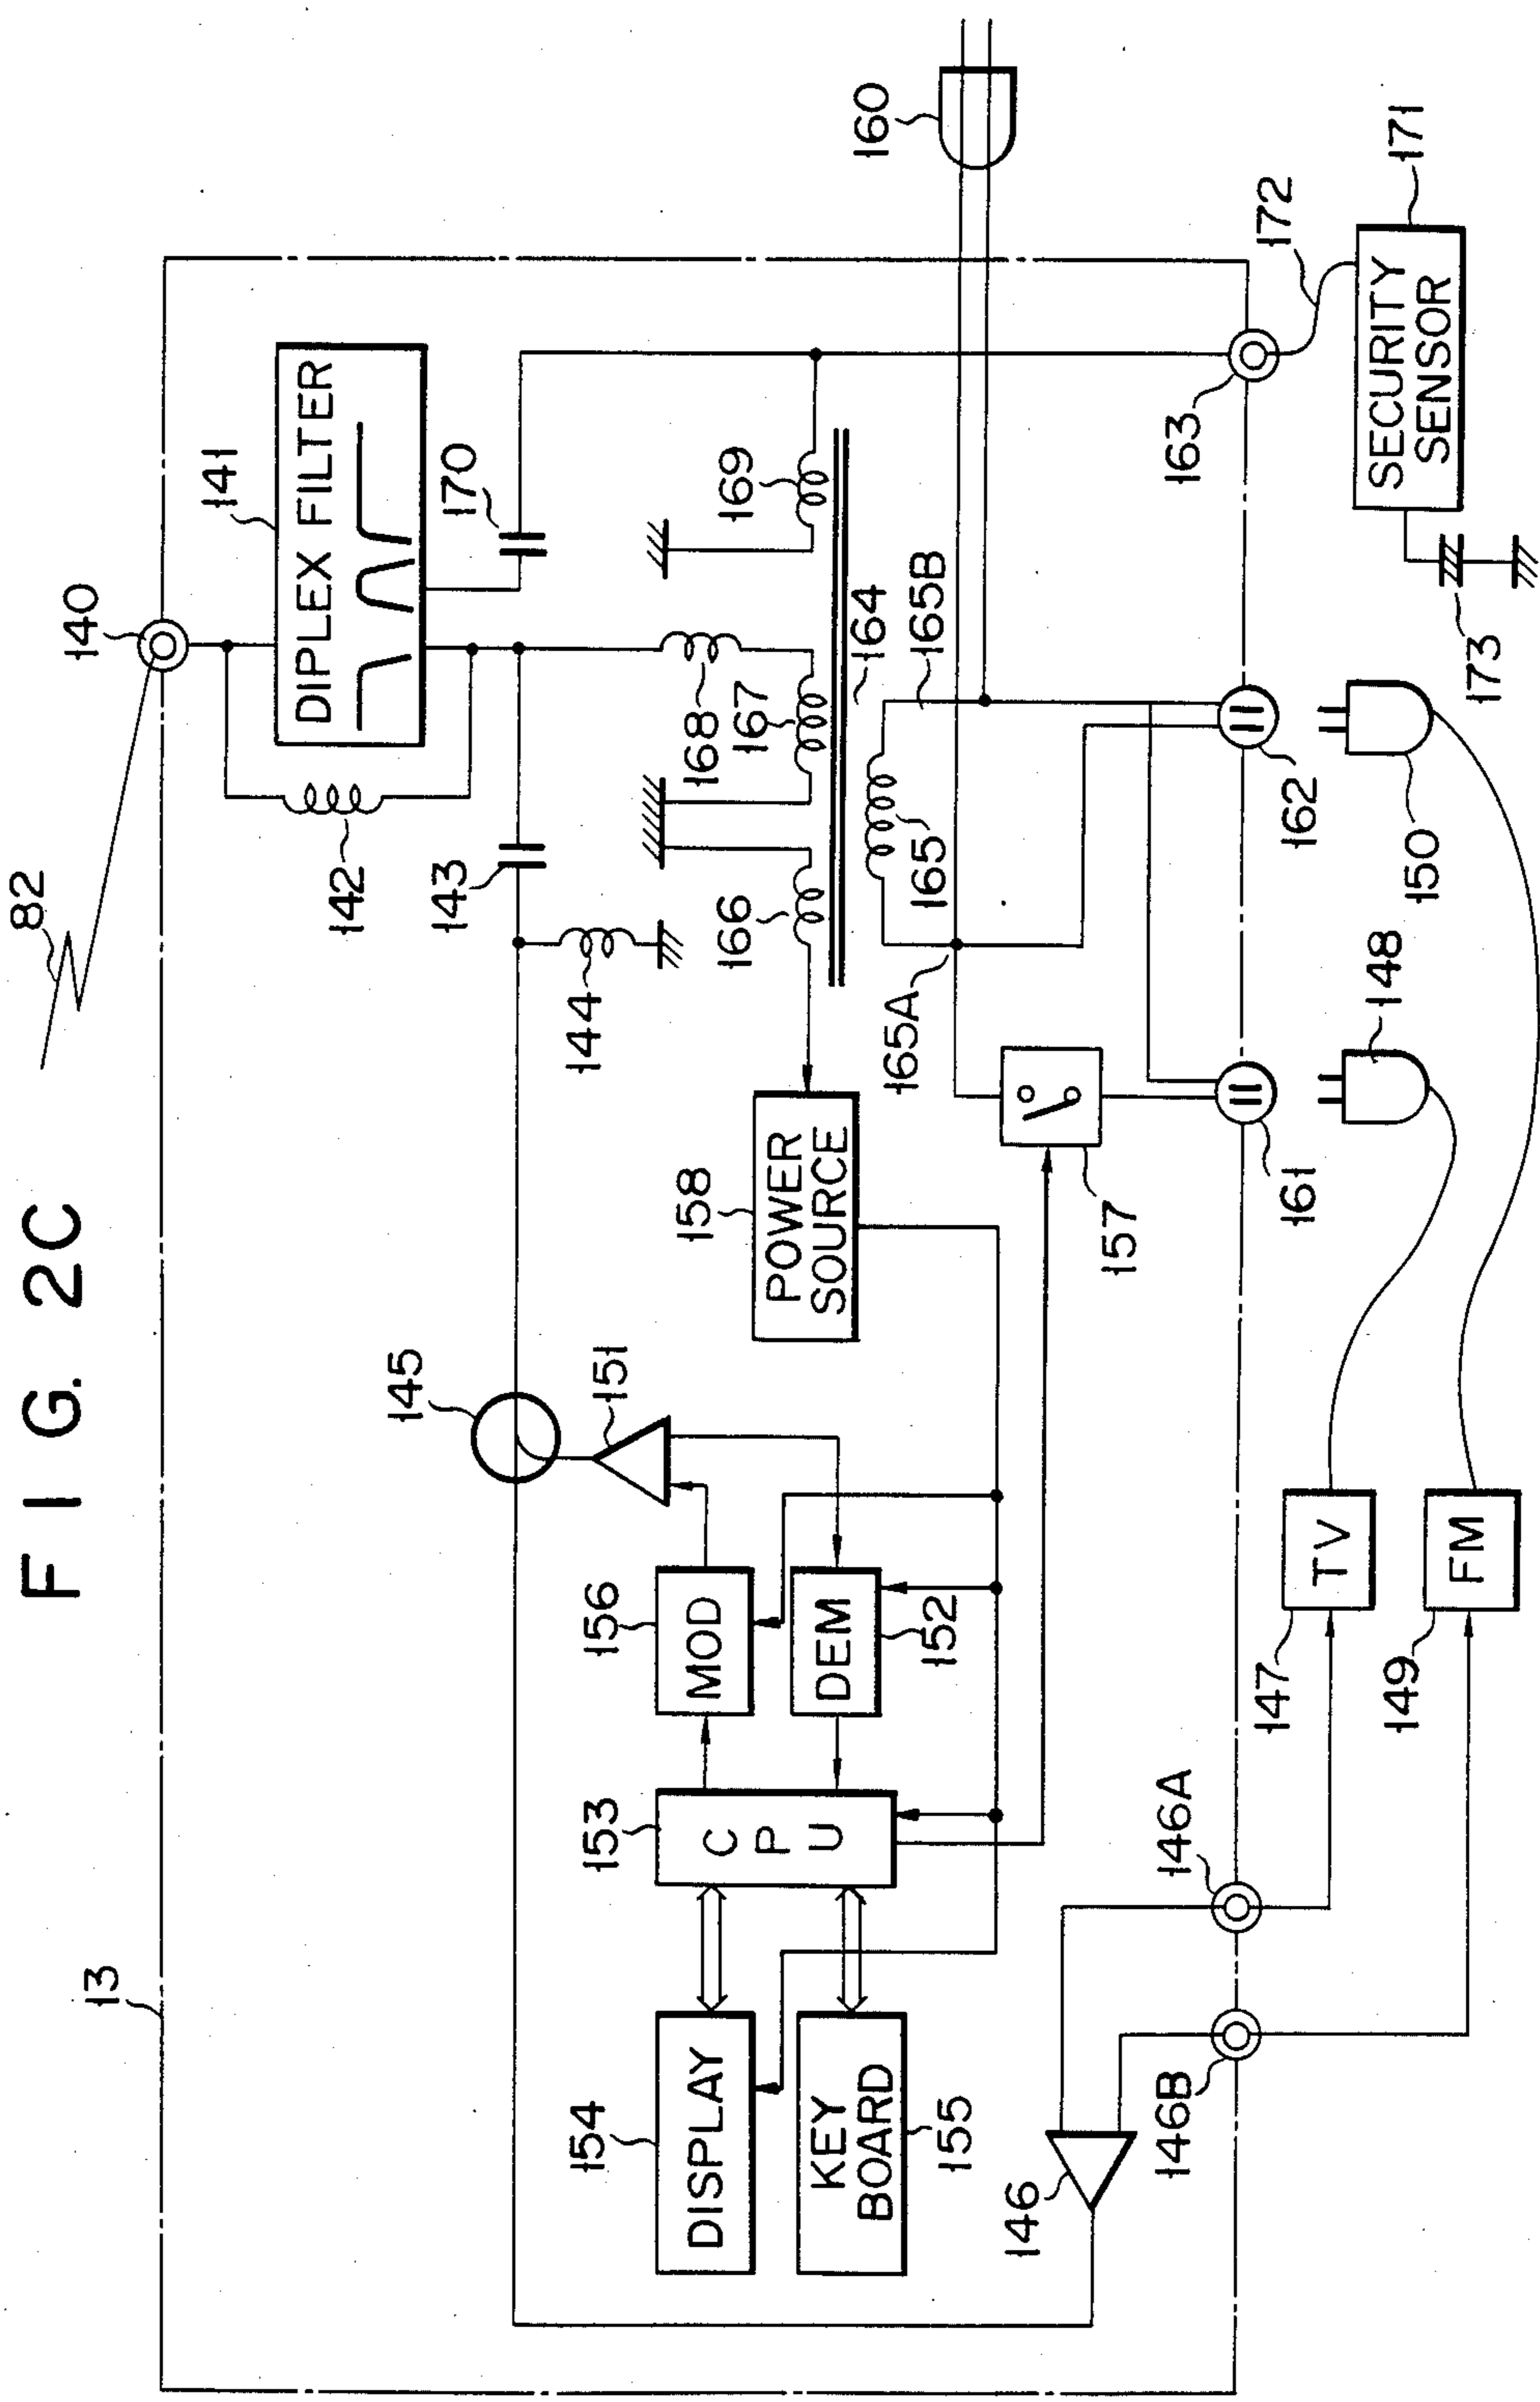 F I G. 2C
13
82
140
141
DIPLEX FILTER
142
143
170
144
145
151
168
167
169
166
164
165
165A
165B
160
158
POWER
SOURCE
156
MOD
152
DEM
153
C P U
154
DISPLAY
155
KEY
BOARD
157
161
162
163
146
146A
146B
147
TV
149
FM
148
150
172
171
SECURITY
SENSOR
173